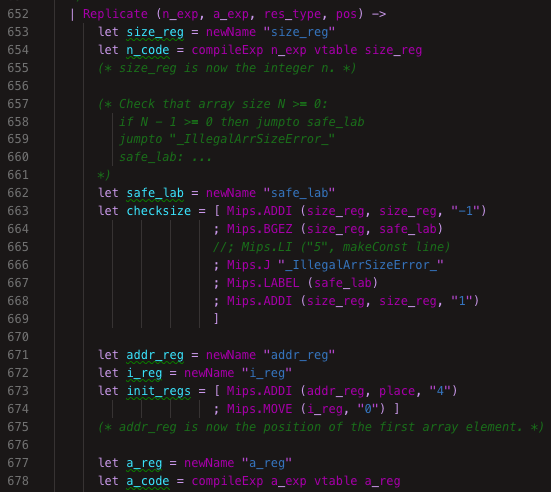 652 | Replicate (n_exp, a_exp, res_type, pos) ->
653 let size_reg = newName "size_reg"
654 let n_code = compileExp n_exp vtable size_reg
655 (* size_reg is now the integer n. *)
656
657 (* Check that array size N >= 0:
658 if N - 1 >= 0 then jumpto safe_lab
659 jumpto "_IllegalArrSizeError_"
660 safe_lab: ...
661 *)
662 let safe_lab = newName "safe_lab"
663 let checksize = [ Mips.ADDI (size_reg, size_reg, "-1")
664 ; Mips.BGEZ (size_reg, safe_lab)
665 //; Mips.LI ("5", makeConst line)
666 ; Mips.J "_IllegalArrSizeError_"
667 ; Mips.LABEL (safe_lab)
668 ; Mips.ADDI (size_reg, size_reg, "1")
669 ]
670
671 let addr_reg = newName "addr_reg"
672 let i_reg = newName "i_reg"
673 let init_regs = [ Mips.ADDI (addr_reg, place, "4")
674 ; Mips.MOVE (i_reg, "0") ]
675 (* addr_reg is now the position of the first array element. *)
676
677 let a_reg = newName "a_reg"
678 let a_code = compileExp a_exp vtable a_reg